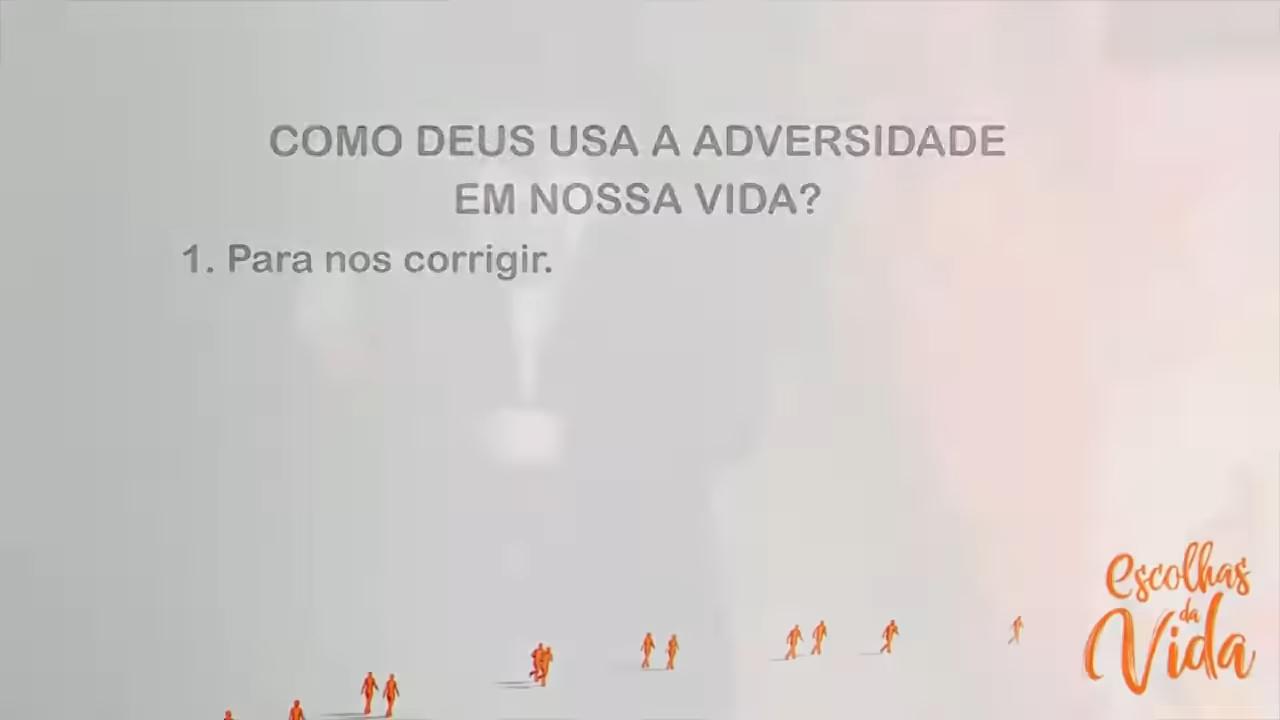 COMO DEUS USA A ADVERSIDADE
EM NOSSA VIDA?
1. Para nos corrigir.
escolhas
da
Vida